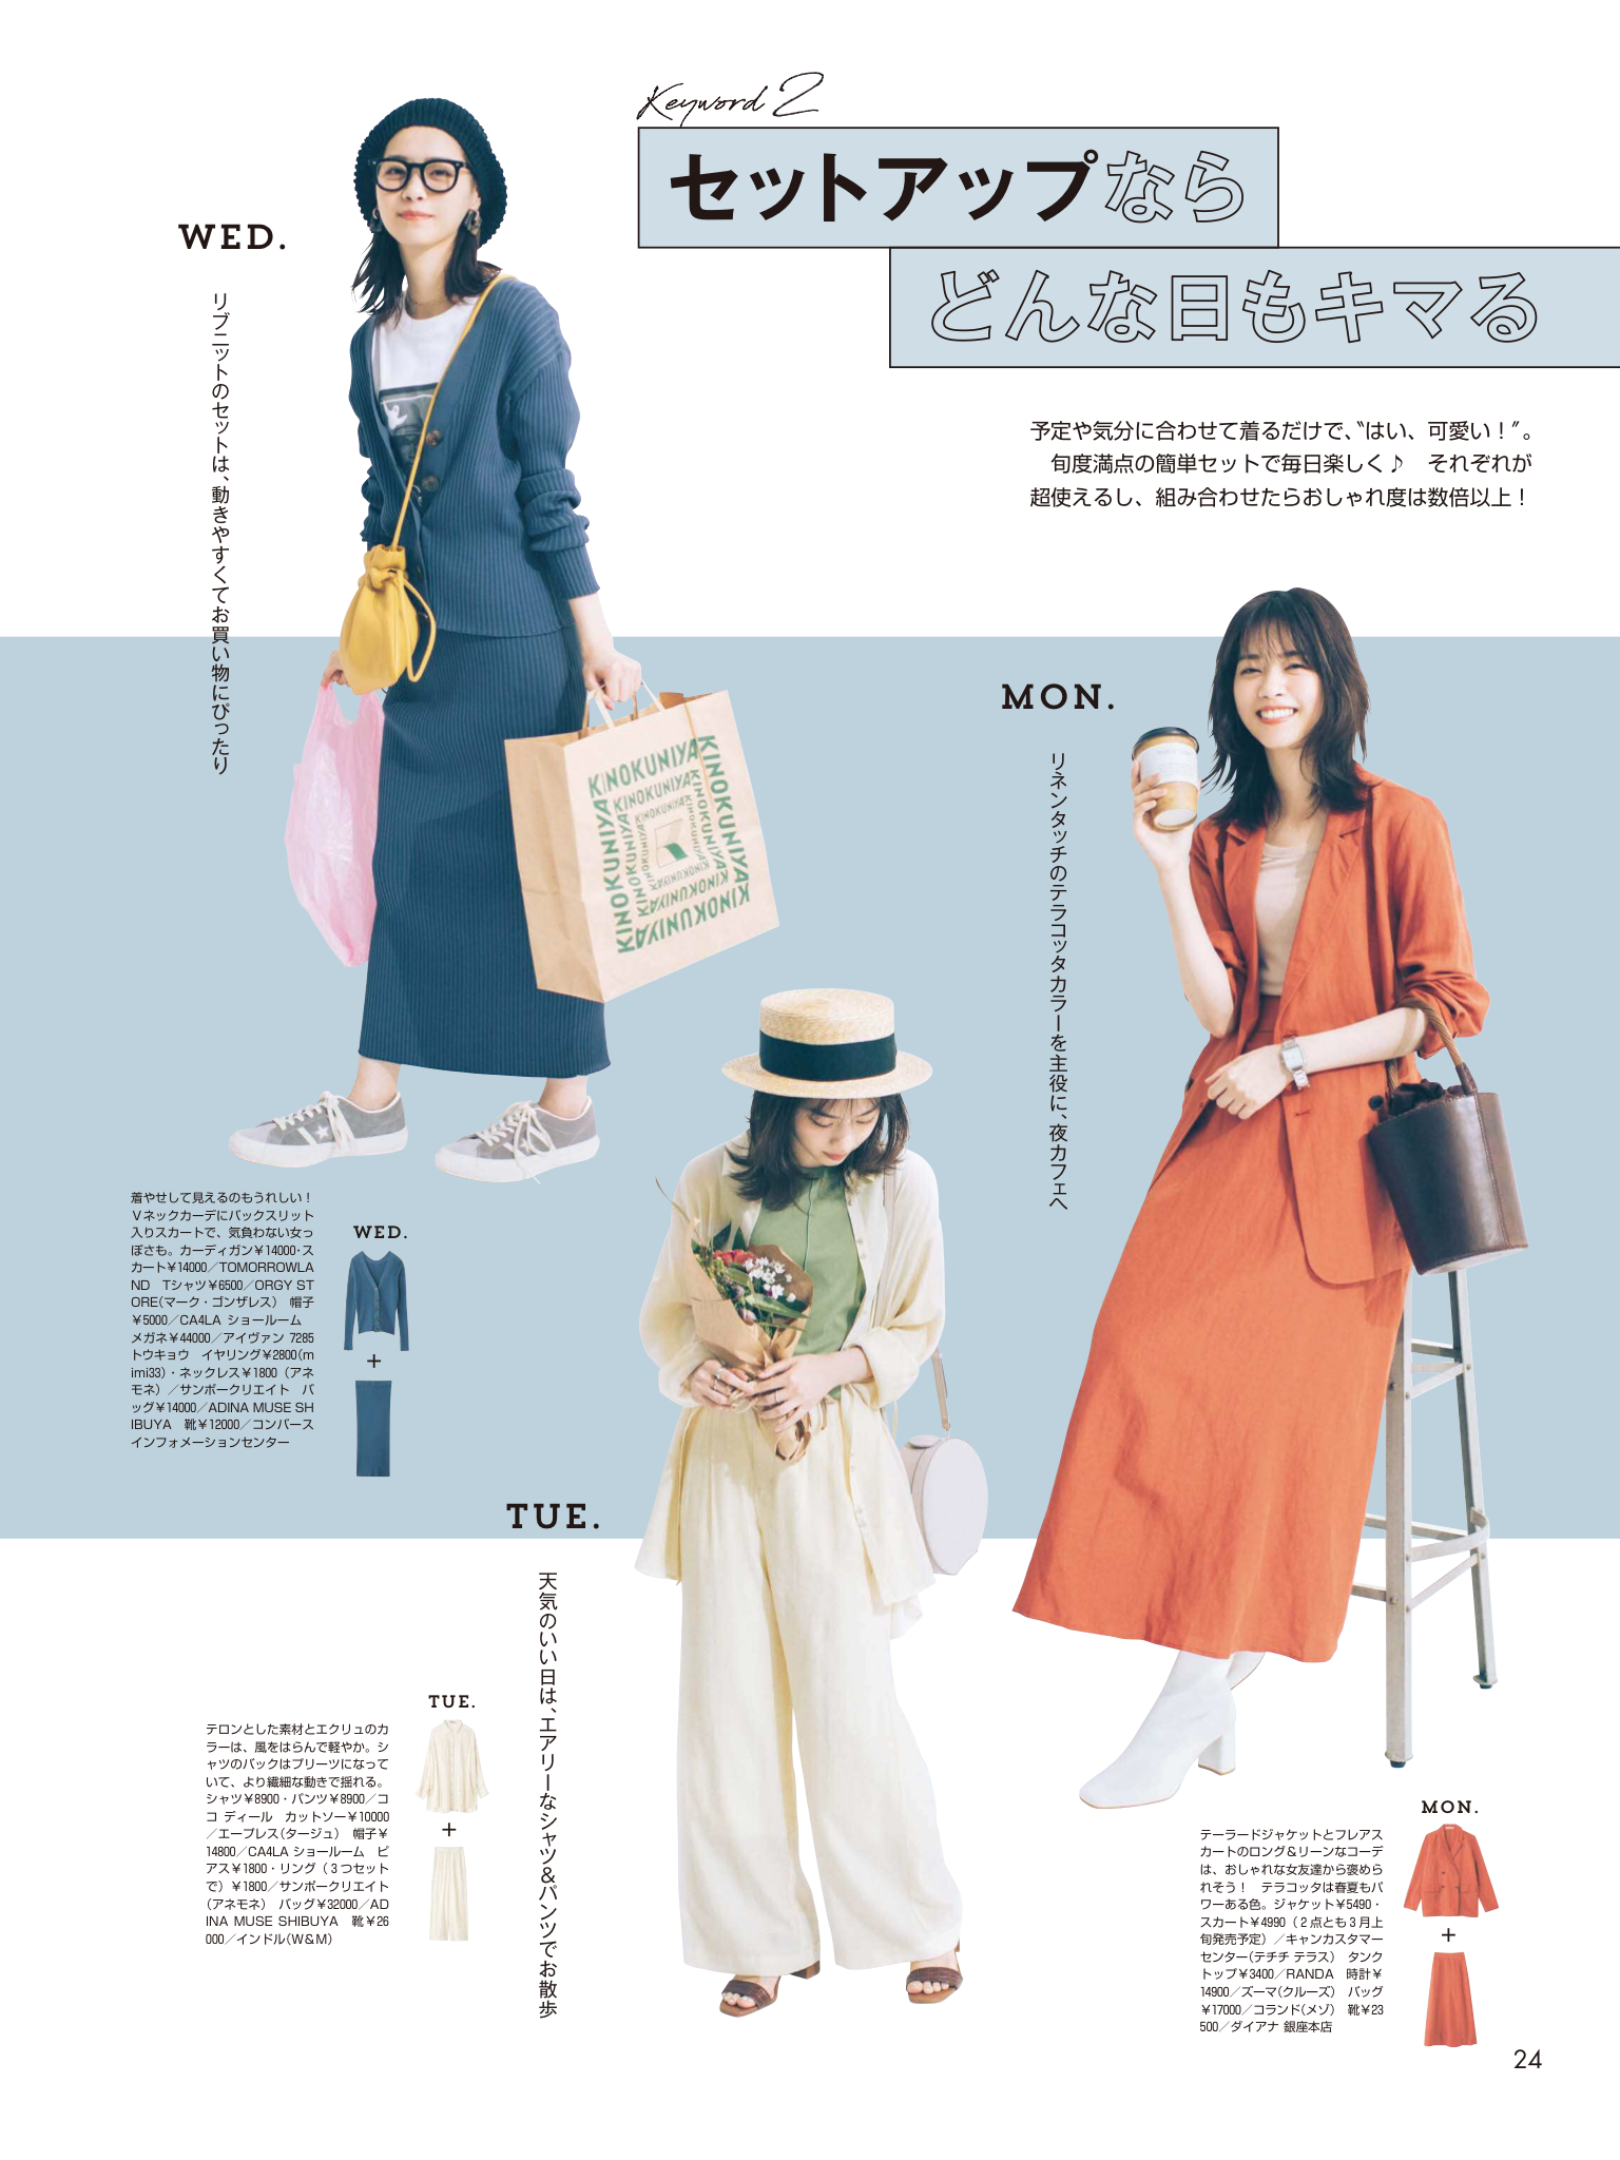 Keyword 2
セットアップなら
どんな日もキマる
予定や気分に合わせて着るだけで、〝はい、可愛い！〟。
旬度満点の簡単セットで毎日楽しく♪　それぞれが
超使えるし、組み合わせたらおしゃれ度は数倍以上！
MON.
リネンタッチのテラコッタカラーを主役に、夜カフェへ
WED.
リブニットのセットは、動きやすくてお買い物にぴったり
KINOKUNIYA
KINOKUNIYA
KINOKUNIYA
KINOKUNIYA
KINOKUNIYA
KINOKUNIYA
KINOKUNIYA
KINOKUNIYA
KINOKUNIYA
KINOKUNIYA
KINOKUNIYA
KINOKUNIYA
着やせして見えるのもうれしい！
Ｖネックカーデにバックスリット
入りスカートで、気負わない女っ
ぽさも。カーディガン￥14000・ス
カート￥14000／TOMORROWLA
ND　Tシャツ￥6500／ORGY ST
ORE(マーク・ゴンザレス)　帽子
￥5000／CA4LA ショールーム
メガネ￥44000／アイヴァン 7285
トウキョウ　イヤリング￥2800(m
imi33)・ネックレス￥1800（アネ
モネ）／サンポークリエイト　バ
ッグ￥14000／ADINA MUSE SH
IBUYA　靴￥12000／コンバース
インフォメーションセンター
WED.
+
TUE.
天気のいい日は、エアリーなシャツ＆パンツでお散歩
テロンとした素材とエクリュのカ
ラーは、風をはらんで軽やか。シ
ャツのバックはプリーツになって
いて、より繊細な動きで揺れる。
シャツ￥8900・パンツ￥8900／コ
コ ディール　カットソー￥10000
／エーブレス(タージュ)　帽子￥
14800／CA4LA ショールーム　ピ
アス￥1800・リング（3つセット
で）￥1800／サンポークリエイト
（アネモネ）　バッグ￥32000／AD
INA MUSE SHIBUYA　靴￥26
000／インドル(W&M)
TUE.
+
テーラードジャケットとフレアス
カートのロング＆リーンなコーデ
は、おしゃれな女友達から褒めら
れそう！　テラコッタは春夏もパ
ワーある色。ジャケット￥5490・
スカート￥4990（2点とも3月上
旬発売予定）／キャンカスタマー
センター(テチチ テラス)　タンク
トップ￥3400／RANDA　時計￥
14900／ズーマ(クルーズ)　バッグ
￥17000／コランド(メゾ)　靴￥23
500／ダイアナ 銀座本店
MON.
+
24